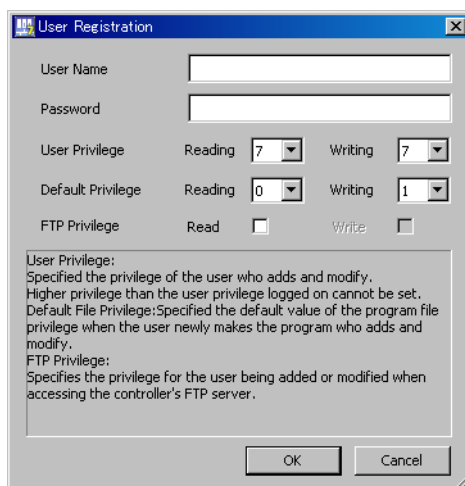 User Registration
User Name
Password
User Privilege Reading 7 Writing 7
Default Privilege Reading 0 Writing 1
FTP Privilege Read Write
User Privilege:
Specified the privilege of the user who adds and modify.
Higher privilege than the user privilege logged on cannot be set.
Default File Privilege:Specified the default value of the program file
privilege when the user newly makes the program who adds and
modify.
FTP Privilege:
Specifies the privilege for the user being added or modified when
accessing the controller's FTP server.
OK Cancel